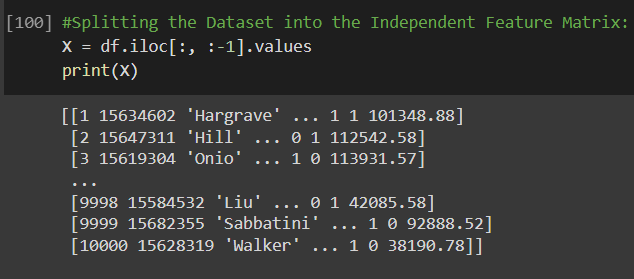 [100] #Splitting the Dataset into the Independent Feature Matrix:
X = df.iloc[:, :-1].values
print(X)
[[1 15634602 'Hargrave' ... 1 1 101348.88]
[2 15647311 'Hill' ... 0 1 112542.58]
[3 15619304 'Onio' ... 1 0 113931.57]
...
[9998 15584532 'Liu' ... 0 1 42085.58]
[9999 15682355 'Sabbatini' ... 1 0 92888.52]
[10000 15628319 'Walker' ... 1 0 38190.78]]